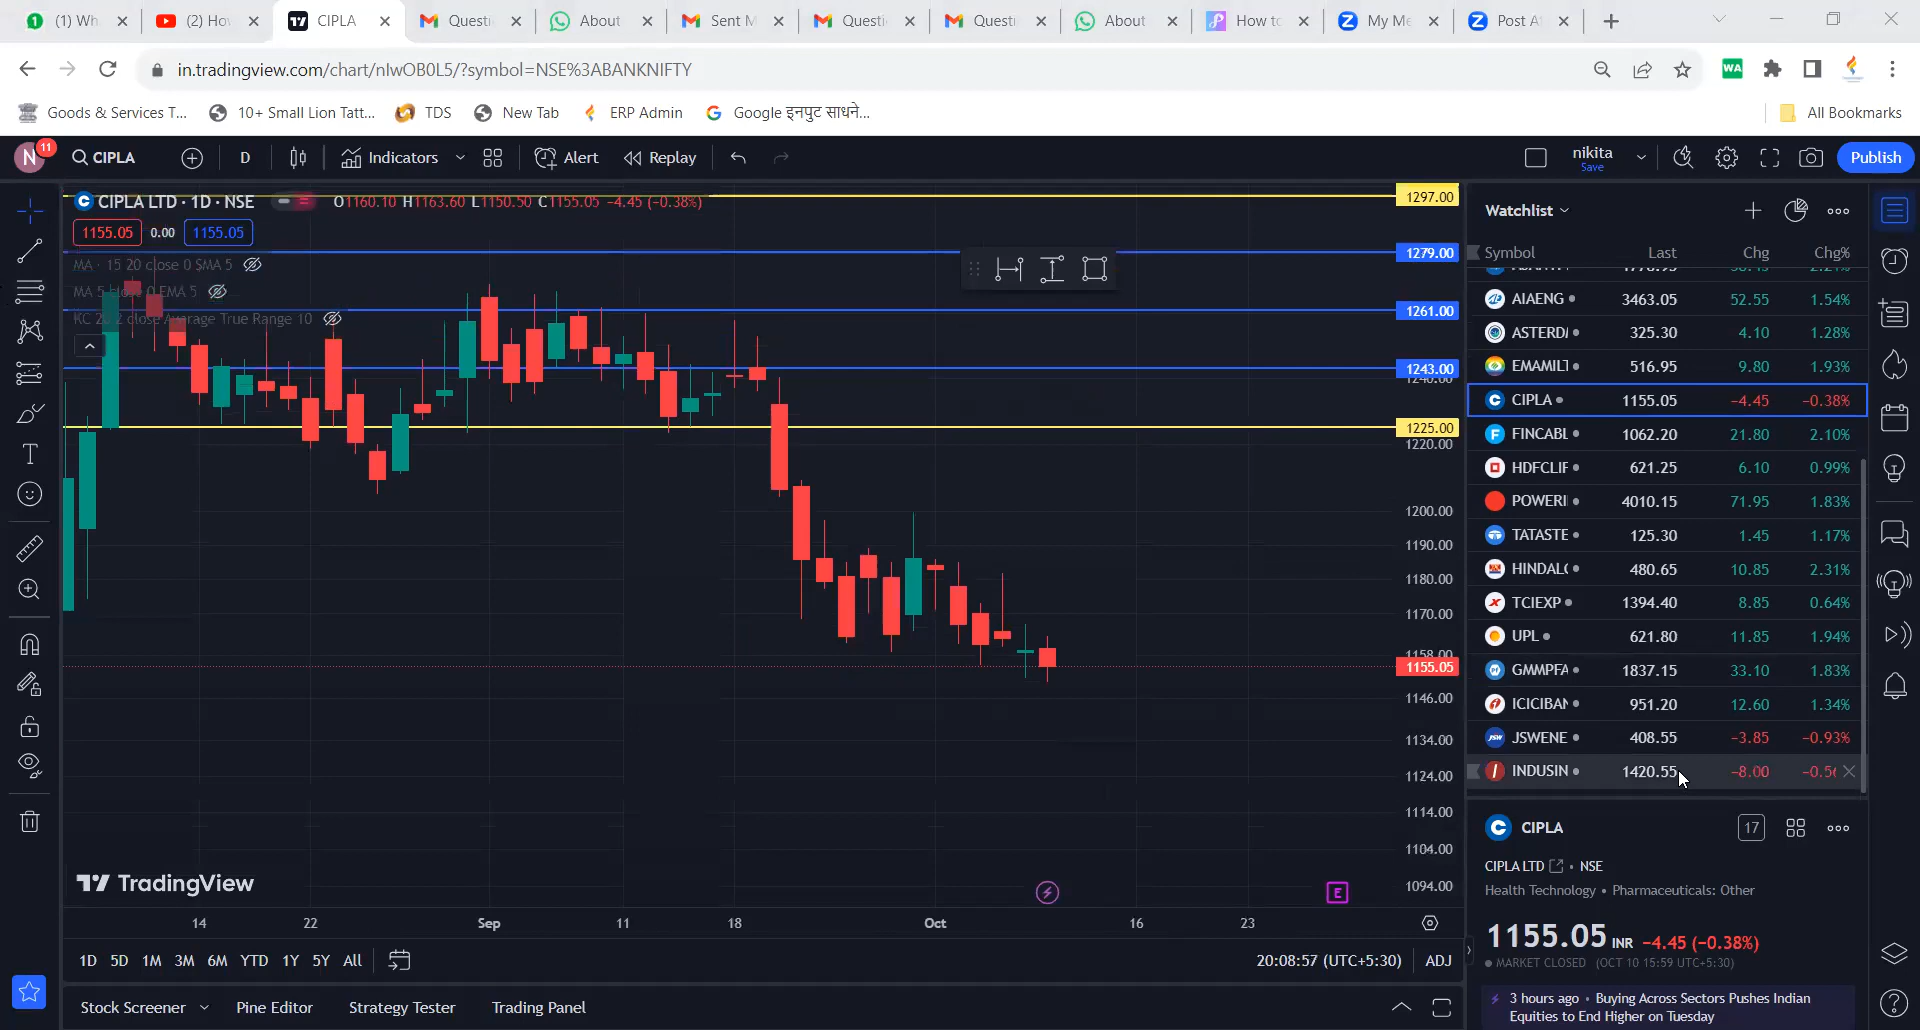 (1) Wh
(2) Ho
CIPLA
Questi
About
Sent M
Questi
Questi
About
How to
My Me
Post A
in.tradingview.com/chart/nIwOB0L5/?symbol=NSE%3ABANKNIFTY
WA
Goods & Services T...
10+ Small Lion Tatt...
TDS
New Tab
ERP Admin
Google इनपुट साधने...
All Bookmarks
N 11 CIPLA D Indicators Alert Replay
nikita
Save
Publish
CIPLA LTD · 1D · NSE O1160.10 H1163.60 L1150.50 C1155.05 -4.45 (-0.38%)
1155.05 0.00 1155.05
MA · 15 20 close 0 SMA 5
MA 5 close 0 EMA 5
KC 20 2 close Average True Range 10
1297.00
1279.00
1261.00
1243.00
1240.00
1225.00
1220.00
1200.00
1190.00
1180.00
1170.00
1158.00
1155.05
1146.00
1134.00
1124.00
1114.00
1104.00
1094.00
TradingView
E
14 22 Sep 11 18 Oct 16 23
1D 5D 1M 3M 6M YTD 1Y 5Y All
20:08:57 (UTC+5:30) ADJ
Stock Screener Pine Editor Strategy Tester Trading Panel
Watchlist
Symbol Last Chg Chg%
AIAENG 3463.05 52.55 1.54%
ASTERD 325.30 4.10 1.28%
EMAMILT 516.95 9.80 1.93%
CIPLA 1155.05 -4.45 -0.38%
FINCABL 1062.20 21.80 2.10%
HDFCLIF 621.25 6.10 0.99%
POWERI 4010.15 71.95 1.83%
TATASTE 125.30 1.45 1.17%
HINDALC 480.65 10.85 2.31%
TCIEXP 1394.40 8.85 0.64%
UPL 621.80 11.85 1.94%
GMMPFA 1837.15 33.10 1.83%
ICICIBAN 951.20 12.60 1.34%
JSWENE 408.55 -3.85 -0.93%
INDUSIN 1420.55 -8.00 -0.56
CIPLA 17
CIPLA LTD · NSE
Health Technology • Pharmaceuticals: Other
1155.05 INR -4.45 (-0.38%)
MARKET CLOSED (OCT 10 15:59 UTC+5:30)
3 hours ago • Buying Across Sectors Pushes Indian
Equities to End Higher on Tuesday